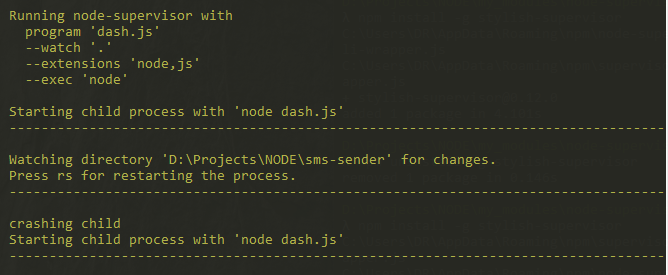 Running node-supervisor with
  program 'dash.js'
  --watch '.'
  --extensions 'node,js'
  --exec 'node'
Starting child process with 'node dash.js'
---------------------------------------------------------------------------------
Watching directory 'D:\Projects\NODE\sms-sender' for changes.
Press rs for restarting the process.
---------------------------------------------------------------------------------
crashing child
Starting child process with 'node dash.js'
---------------------------------------------------------------------------------